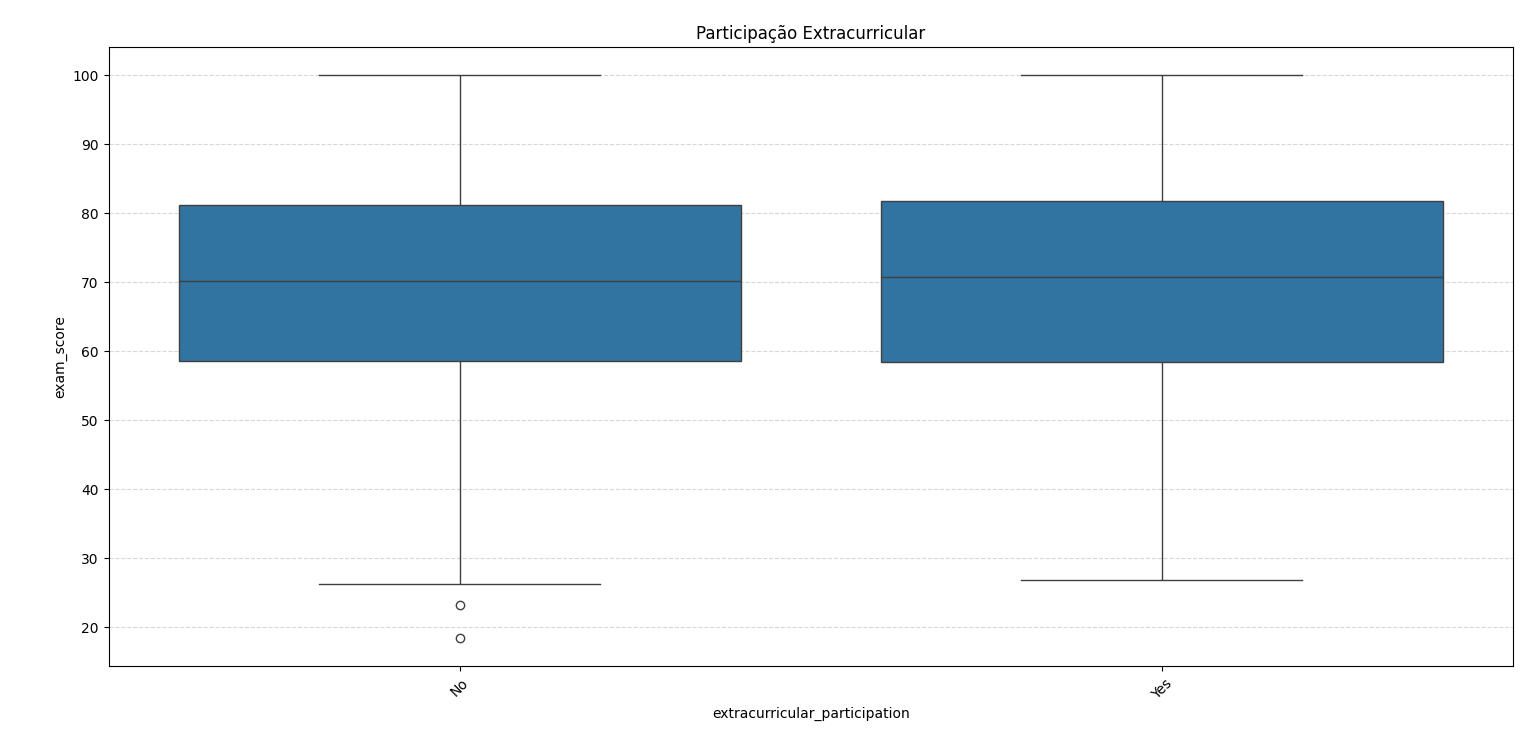 Participação Extracurricular
100
90
80
70
60
50
40
30
20
exam_score
No
Yes
extracurricular_participation